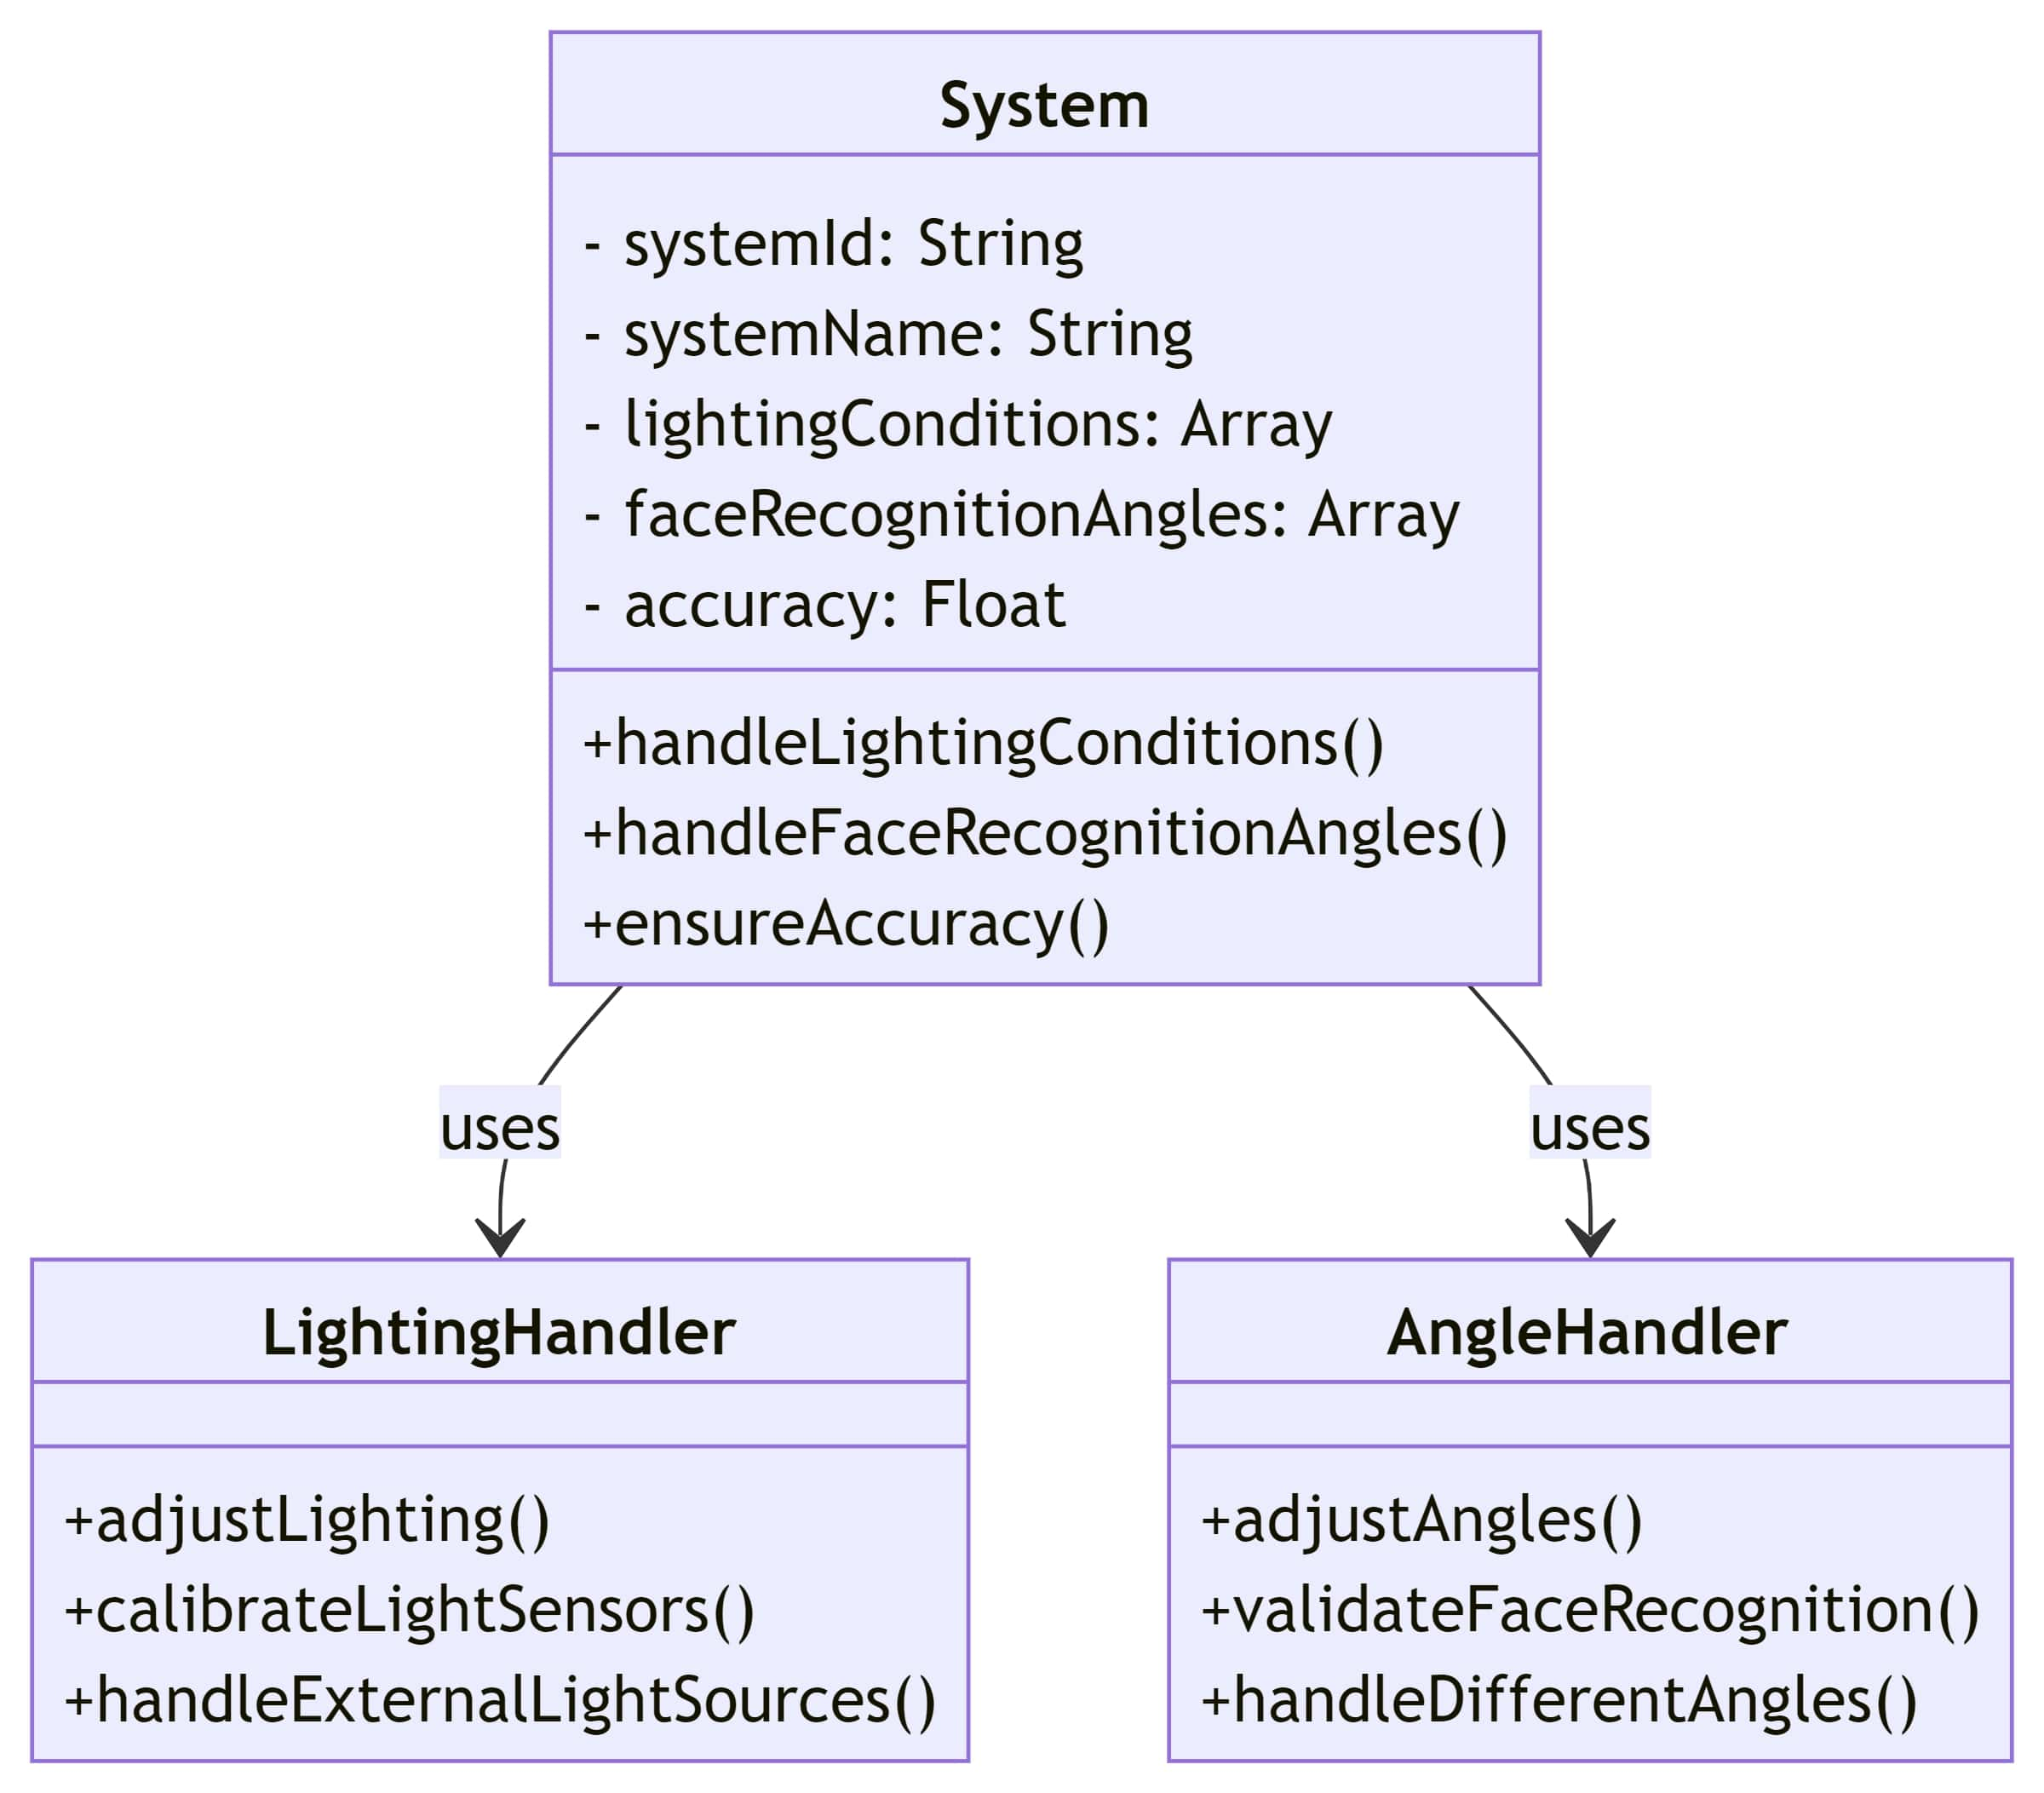 System
- systemId: String
- systemName: String
- lightingConditions: Array
- faceRecognitionAngles: Array
- accuracy: Float
+handleLightingConditions()
+handleFaceRecognitionAngles()
+ensureAccuracy()
uses
uses
LightingHandler
+adjustLighting()
+calibrateLightSensors()
+handleExternalLightSources()
AngleHandler
+adjustAngles()
+validateFaceRecognition()
+handleDifferentAngles()